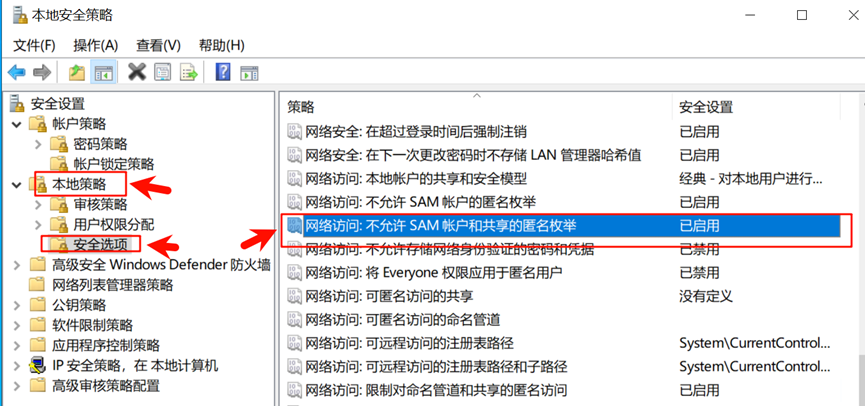 本地安全策略
文件(F) 操作(A) 查看(V) 帮助(H)
安全设置
帐户策略
密码策略
帐户锁定策略
本地策略
审核策略
用户权限分配
安全选项
高级安全 Windows Defender 防火墙
网络列表管理器策略
公钥策略
软件限制策略
应用程序控制策略
IP 安全策略，在 本地计算机
高级审核策略配置
策略 安全设置
网络安全: 在超过登录时间后强制注销 已启用
网络安全: 在下一次更改密码时不存储 LAN 管理器哈希值 已启用
网络访问: 本地帐户的共享和安全模型 经典 - 对本地用户进行...
网络访问: 不允许 SAM 帐户的匿名枚举 已启用
网络访问: 不允许 SAM 帐户和共享的匿名枚举 已启用
网络访问: 不允许存储网络身份验证的密码和凭据 已禁用
网络访问: 将 Everyone 权限应用于匿名用户 已禁用
网络访问: 可匿名访问的共享 没有定义
网络访问: 可匿名访问的命名管道
网络访问: 可远程访问的注册表路径 System\CurrentControl...
网络访问: 可远程访问的注册表路径和子路径 System\CurrentControl...
网络访问: 限制对命名管道和共享的匿名访问 已启用